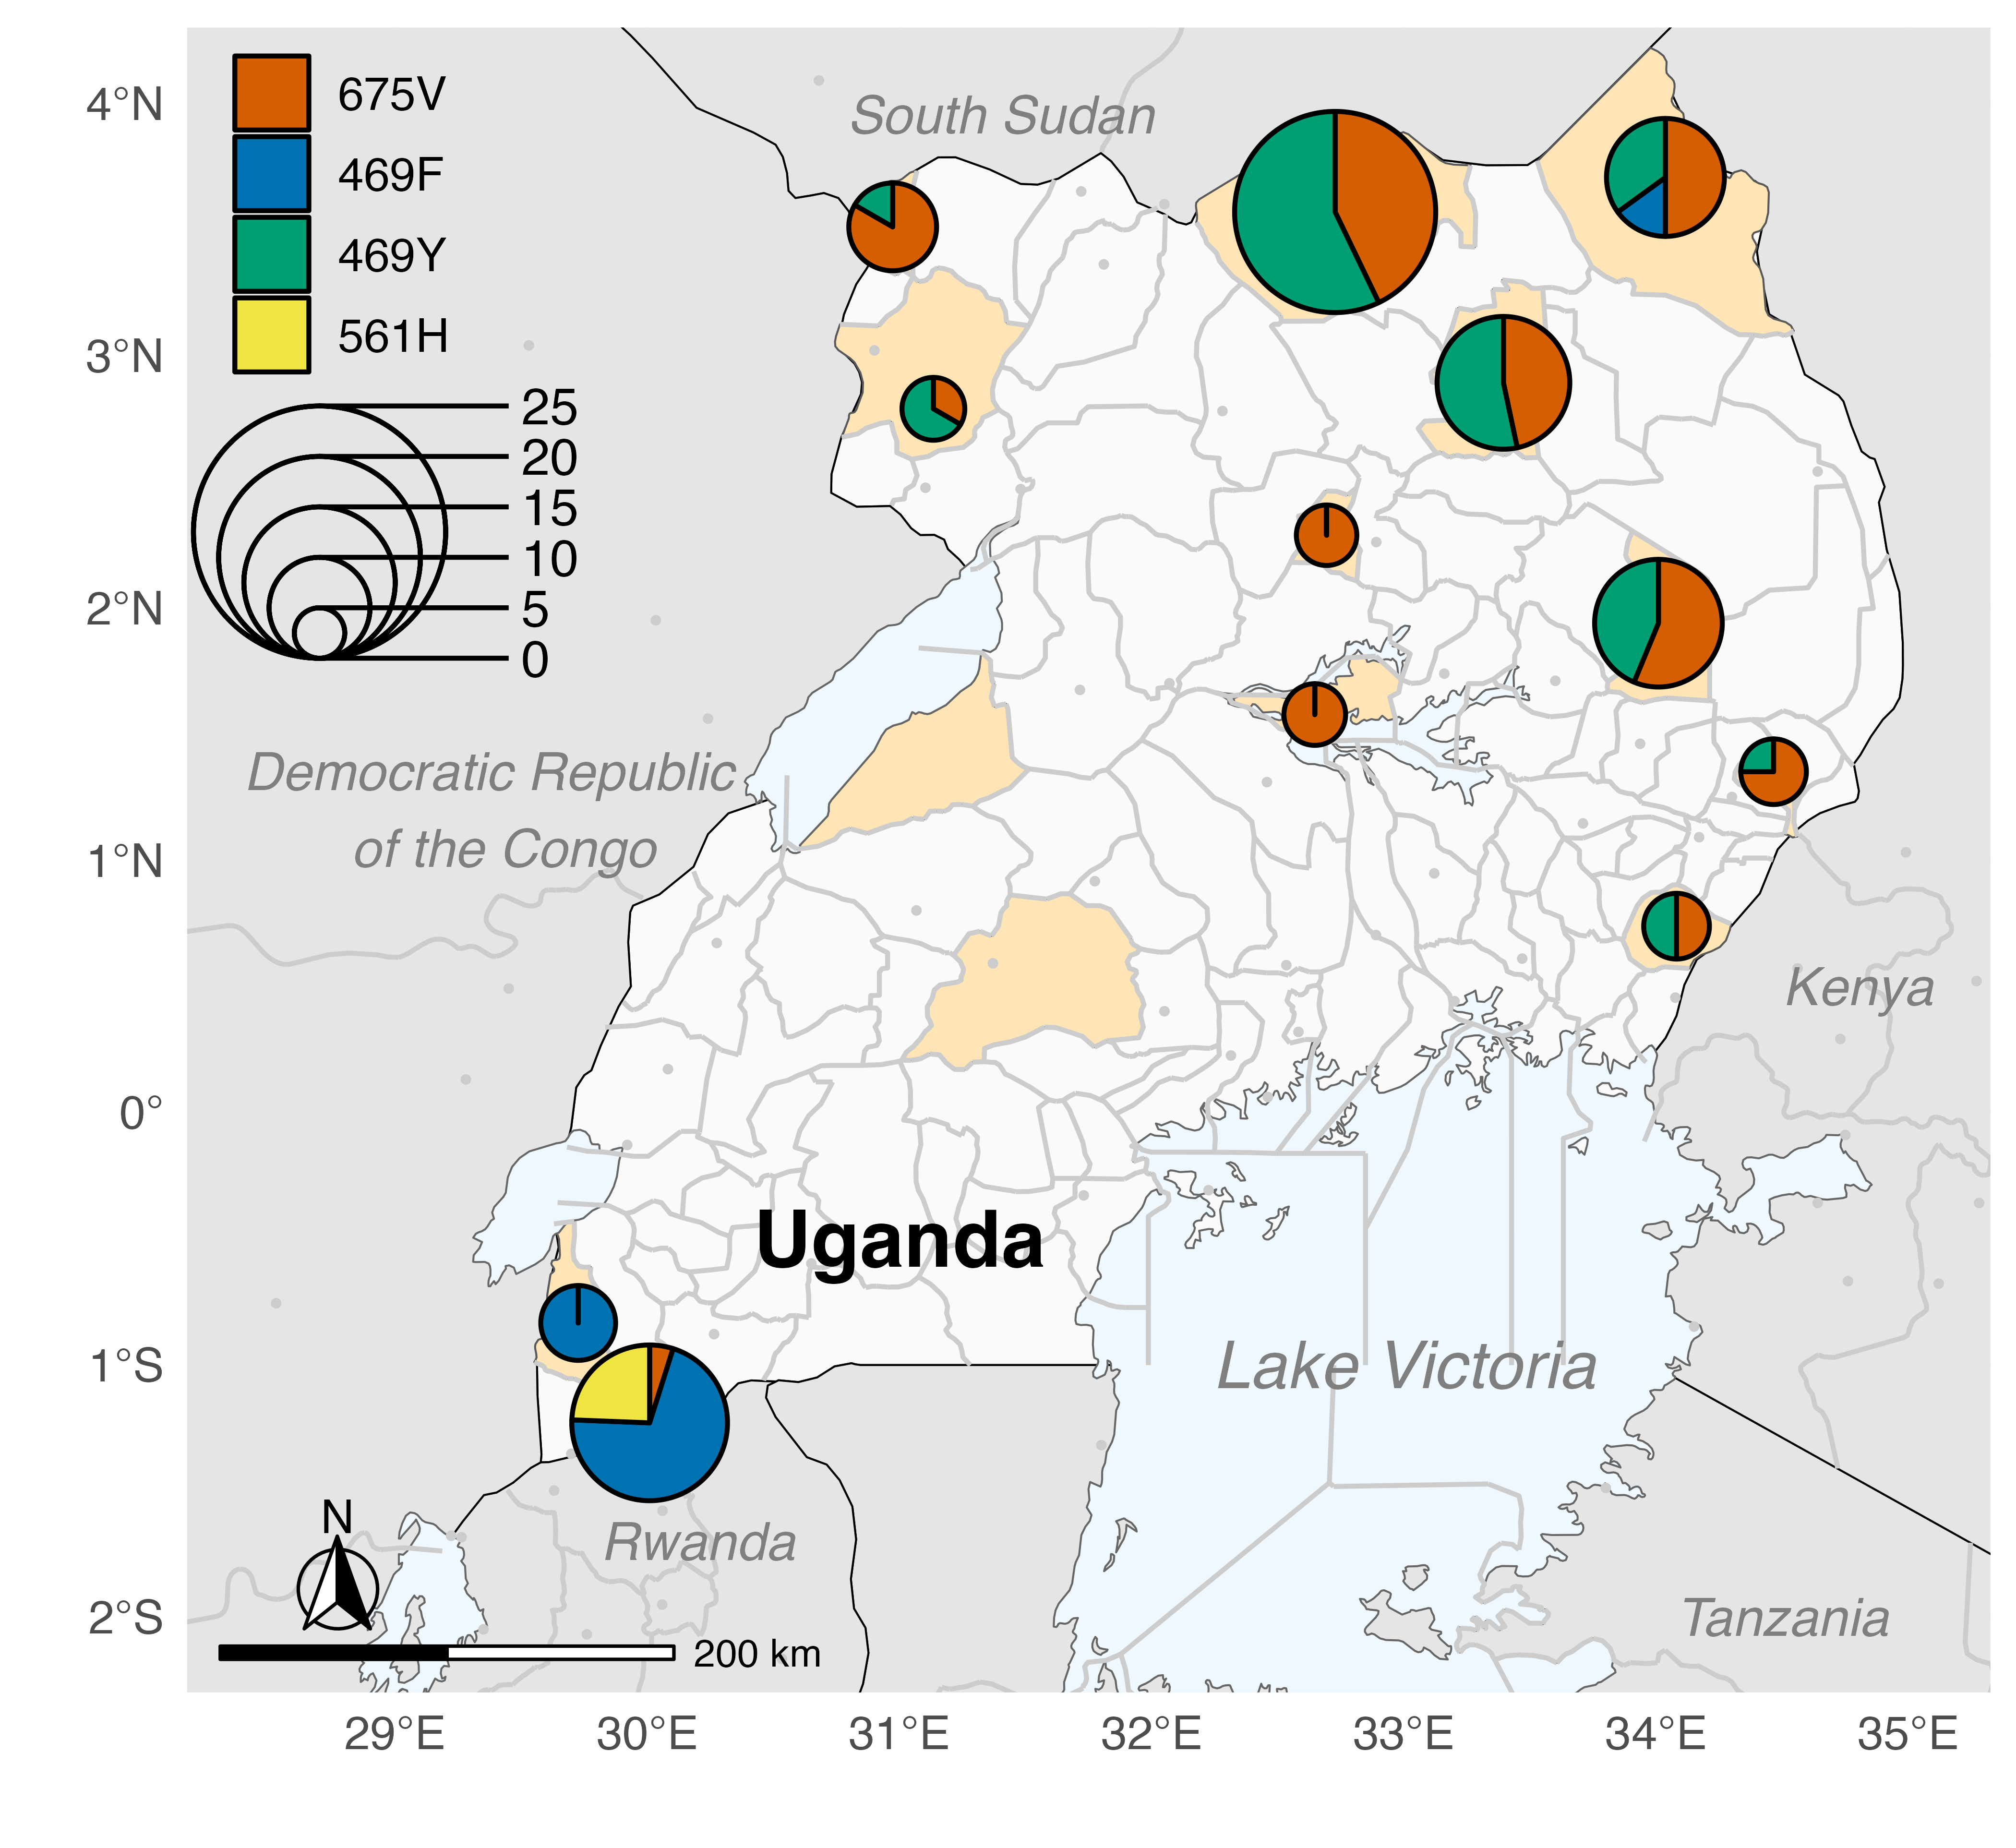 675V
469F
469Y
561H
25
20
15
10
5
0
4°N
3°N
2°N
1°N
0°
1°S
2°S
South Sudan
Democratic Republic
of the Congo
Kenya
Uganda
Lake Victoria
Rwanda
Tanzania
N
200 km
29°E
30°E
31°E
32°E
33°E
34°E
35°E